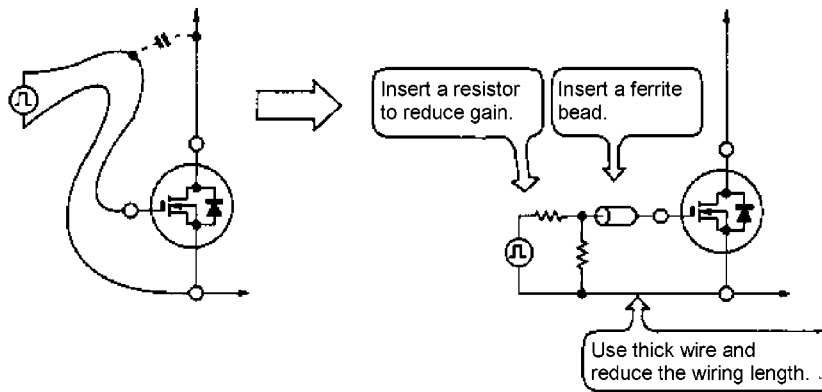 Insert a resistor
to reduce gain.
Insert a ferrite
bead.
Use thick wire and
reduce the wiring length.